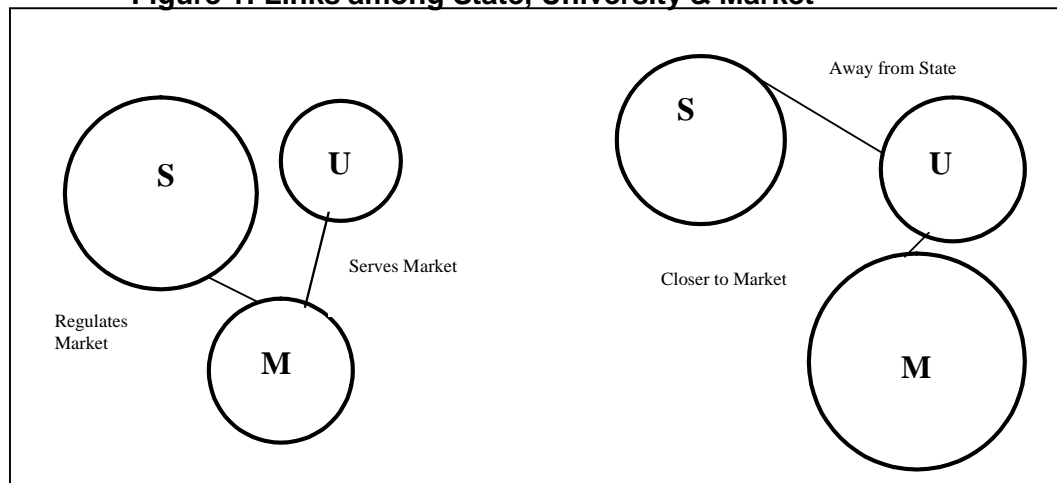 Figure 1: Links among State, University & Market
S
U
Serves Market
Regulates
Market
M
Away from State
S
U
Closer to Market
M